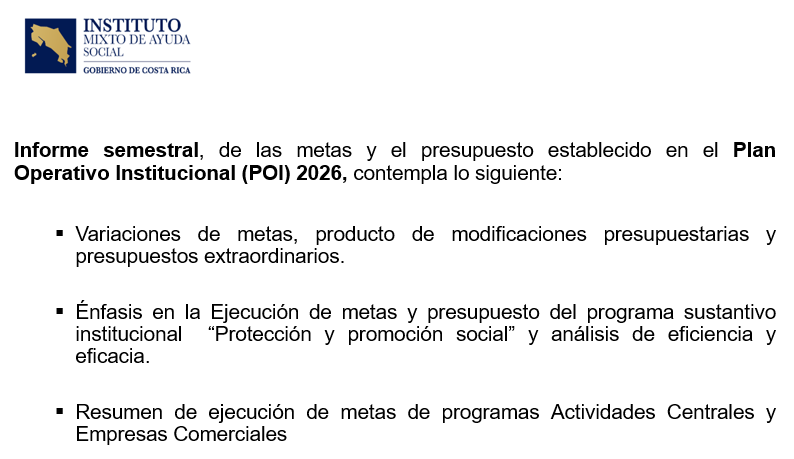 INSTITUTO
MIXTO DE AYUDA
SOCIAL
GOBIERNO DE COSTA RICA
Informe semestral, de las metas y el presupuesto establecido en el Plan
Operativo Institucional (POI) 2026, contempla lo siguiente:
▪ Variaciones de metas, producto de modificaciones presupuestarias y
presupuestos extraordinarios.
▪ Énfasis en la Ejecución de metas y presupuesto del programa sustantivo
institucional “Protección y promoción social” y análisis de eficiencia y
eficacia.
▪ Resumen de ejecución de metas de programas Actividades Centrales y
Empresas Comerciales